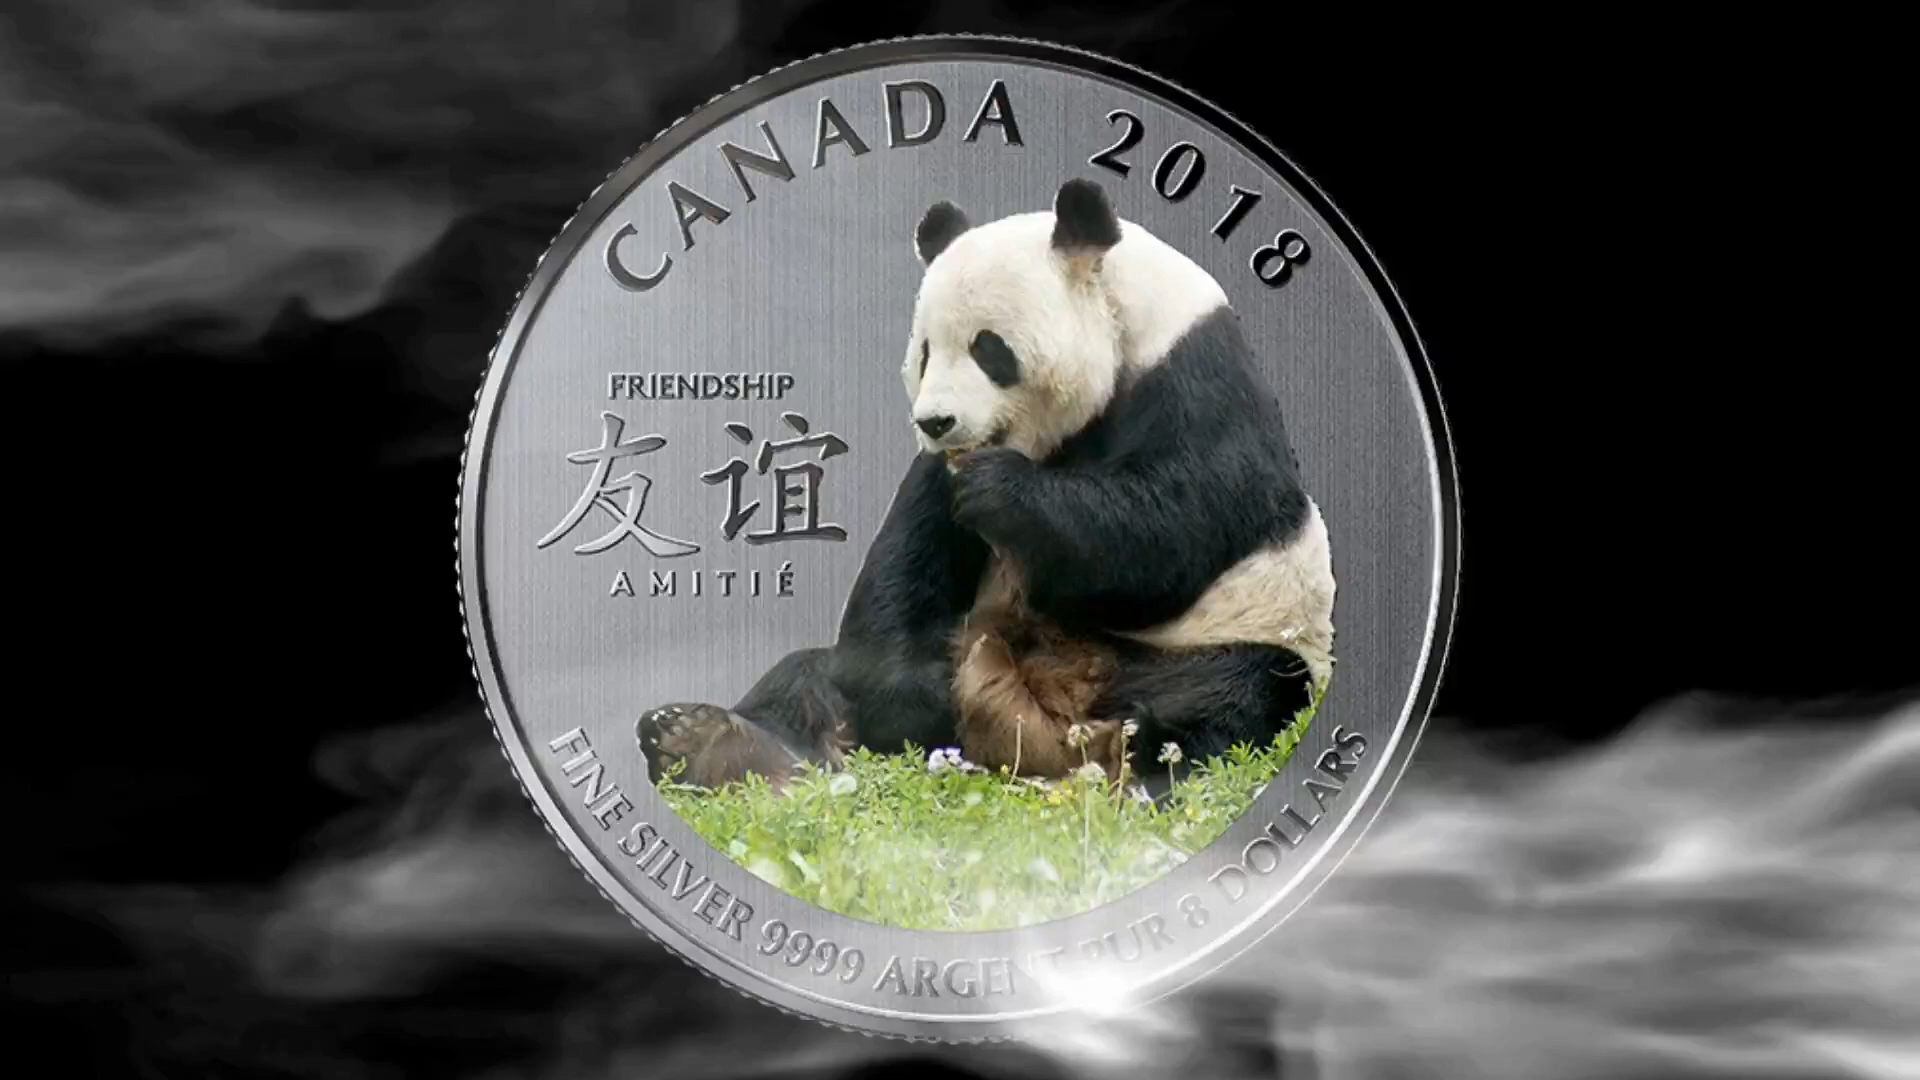 CANADA 2018
FRIENDSHIP
友谊
AMITIÉ
FINE SILVER 9999 ARGENT PUR 8 DOLLARS